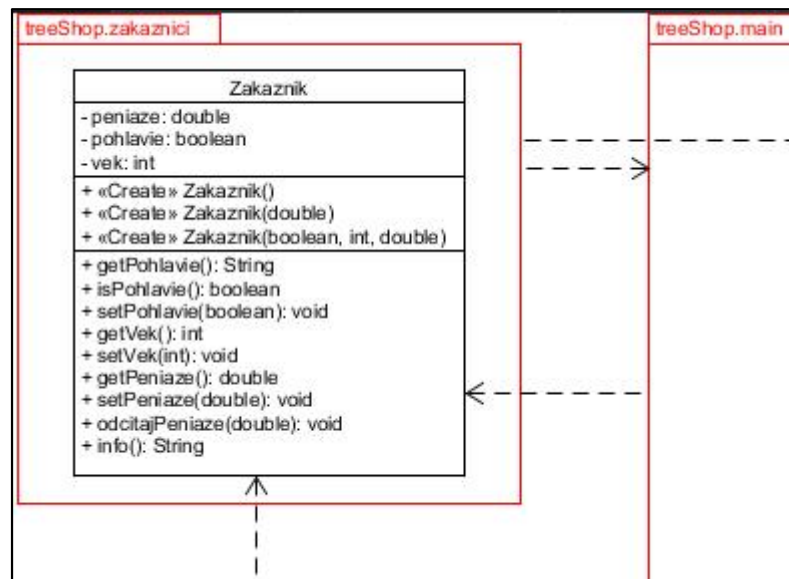 treeShop.zakaznici
treeShop.main
Zakaznik
- peniaze: double
- pohlavie: boolean
- vek: int
+ «Create» Zakaznik()
+ «Create» Zakaznik(double)
+ «Create» Zakaznik(boolean, int, double)
+ getPohlavie(): String
+ isPohlavie(): boolean
+ setPohlavie(boolean): void
+ getVek(): int
+ setVek(int): void
+ getPeniaze(): double
+ setPeniaze(double): void
+ odcitajPeniaze(double): void
+ info(): String